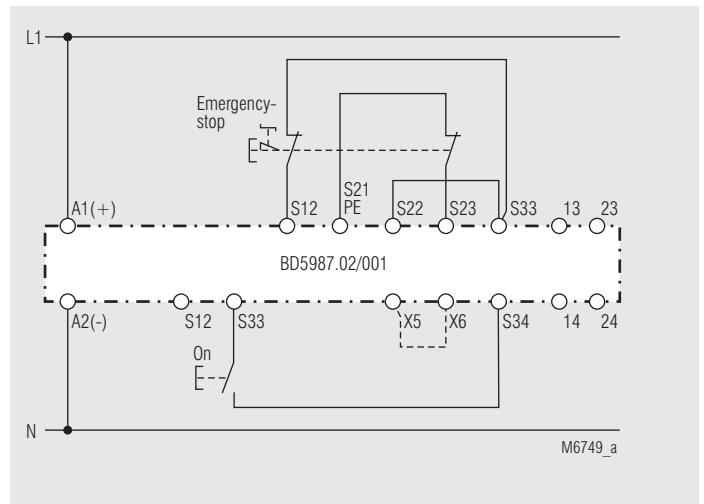 L1
Emergency-
stop
A1(+)
S12
S21
PE
S22
S23
S33
13
23
BD5987.02/001
A2(-)
S12
S33
X5
X6
S34
14
24
On
N
M6749_a